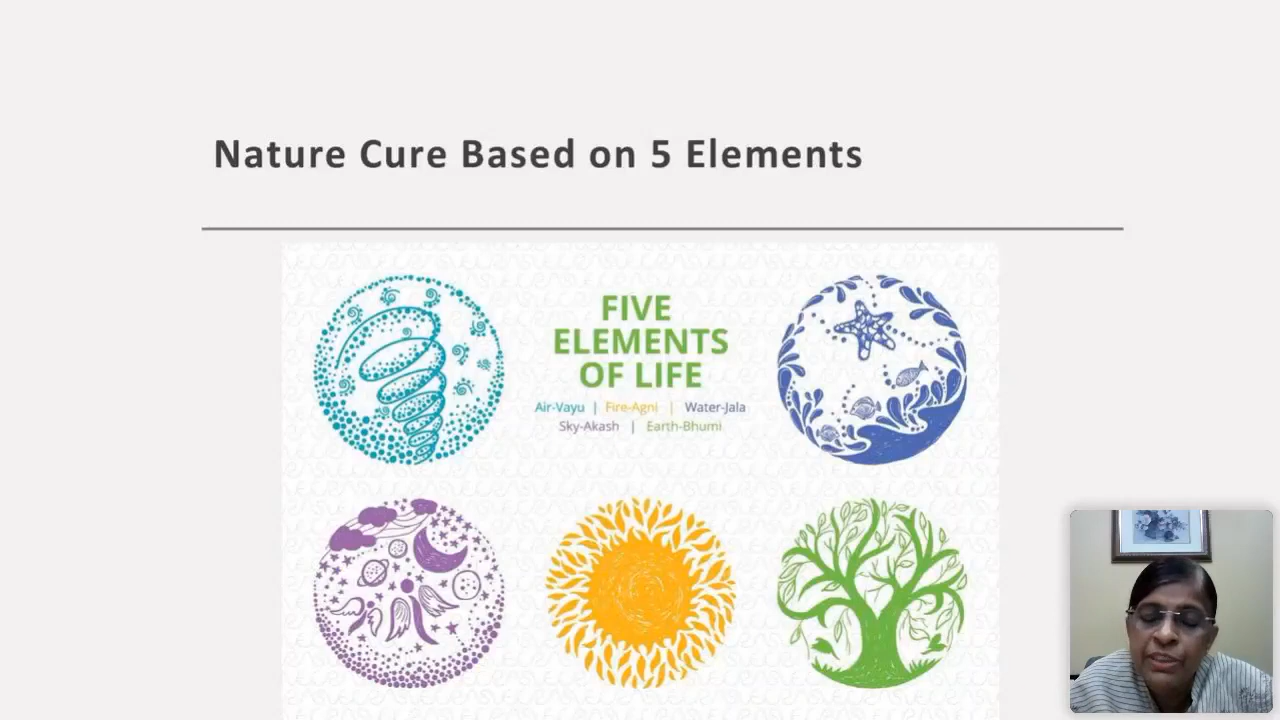 Nature Cure Based on 5 Elements
FIVE
ELEMENTS
OF LIFE
Air-Vayu | Fire-Agni | Water-Jala
Sky-Akash | Earth-Bhumi